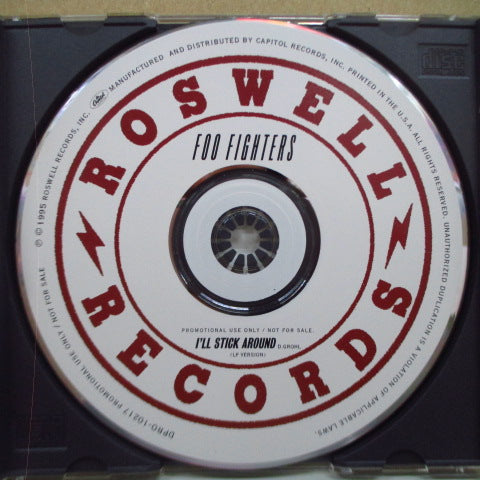 © ℗ 1995 ROSWELL RECORDS, INC. Capitol MANUFACTURED AND DISTRIBUTED BY CAPITOL RECORDS, INC. PRINTED IN THE U.S.A. ALL RIGHTS RESERVED. UNAUTHORIZED DUPLICATION IS A VIOLATION OF APPLICABLE LAWS.
ROSWELL
FOO FIGHTERS
PROMOTIONAL USE ONLY / NOT FOR SALE.
I'LL STICK AROUND D.GROHL
(LP VERSION)
RECORDS
DPRO-10217 PROMOTIONAL USE ONLY / NOT FOR SALE